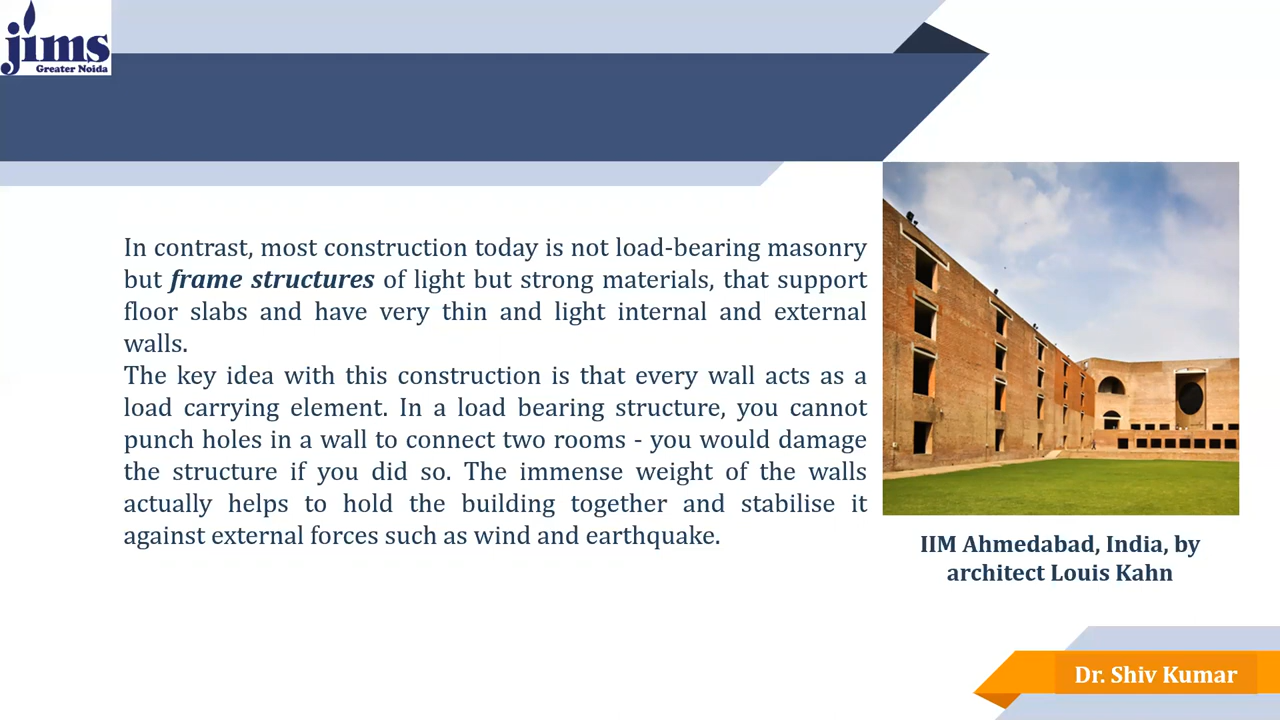 jims
Greater Noida
In contrast, most construction today is not load-bearing masonry
but frame structures of light but strong materials, that support
floor slabs and have very thin and light internal and external
walls.
The key idea with this construction is that every wall acts as a
load carrying element. In a load bearing structure, you cannot
punch holes in a wall to connect two rooms - you would damage
the structure if you did so. The immense weight of the walls
actually helps to hold the building together and stabilise it
against external forces such as wind and earthquake.
IIM Ahmedabad, India, by
architect Louis Kahn
Dr. Shiv Kumar